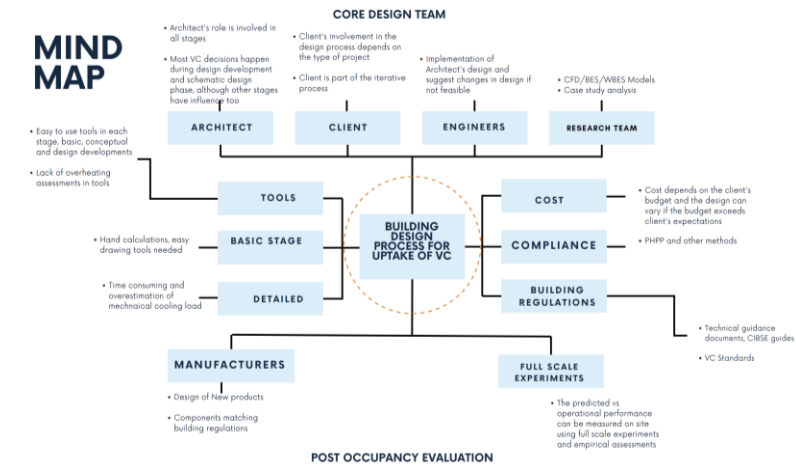 CORE DESIGN TEAM
MIND
MAP
• Architect's role is involved in
all stages
• Most VC decisions happen
during design development
and schematic design
phase, although other stages
have influence too
• Client's involvement in the
design process depends on
the type of project
• Client is part of the iterative
process
• Implementation of
Architect's design and
suggest changes in design if
not feasible
• CFD/BES/WBES Models
• Case study analysis
ARCHITECT
CLIENT
ENGINEERS
RESEARCH TEAM
• Easy to use tools in each
stage, basic, conceptual
and design developments
• Lack of overheating
assessments in tools
TOOLS
• Hand calculations, easy
drawing tools needed
BASIC STAGE
• Time consuming and
overestimation of
mechnaical cooling load
DETAILED
BUILDING
DESIGN
PROCESS FOR
UPTAKE OF VC
COST
• Cost depends on the client's
budget and the design can
vary if the budget exceeds
client's expectations
COMPLIANCE
• PHPP and other methods
BUILDING
REGULATIONS
• Technical guidance
documents, CIBSE guides
• VC Standards
MANUFACTURERS
• Design of New products
• Components matching
building regulations
FULL SCALE
EXPERIMENTS
• The predicted vs
operational performance
can be measured on site
using full scale experiments
and empirical assessments
POST OCCUPANCY EVALUATION